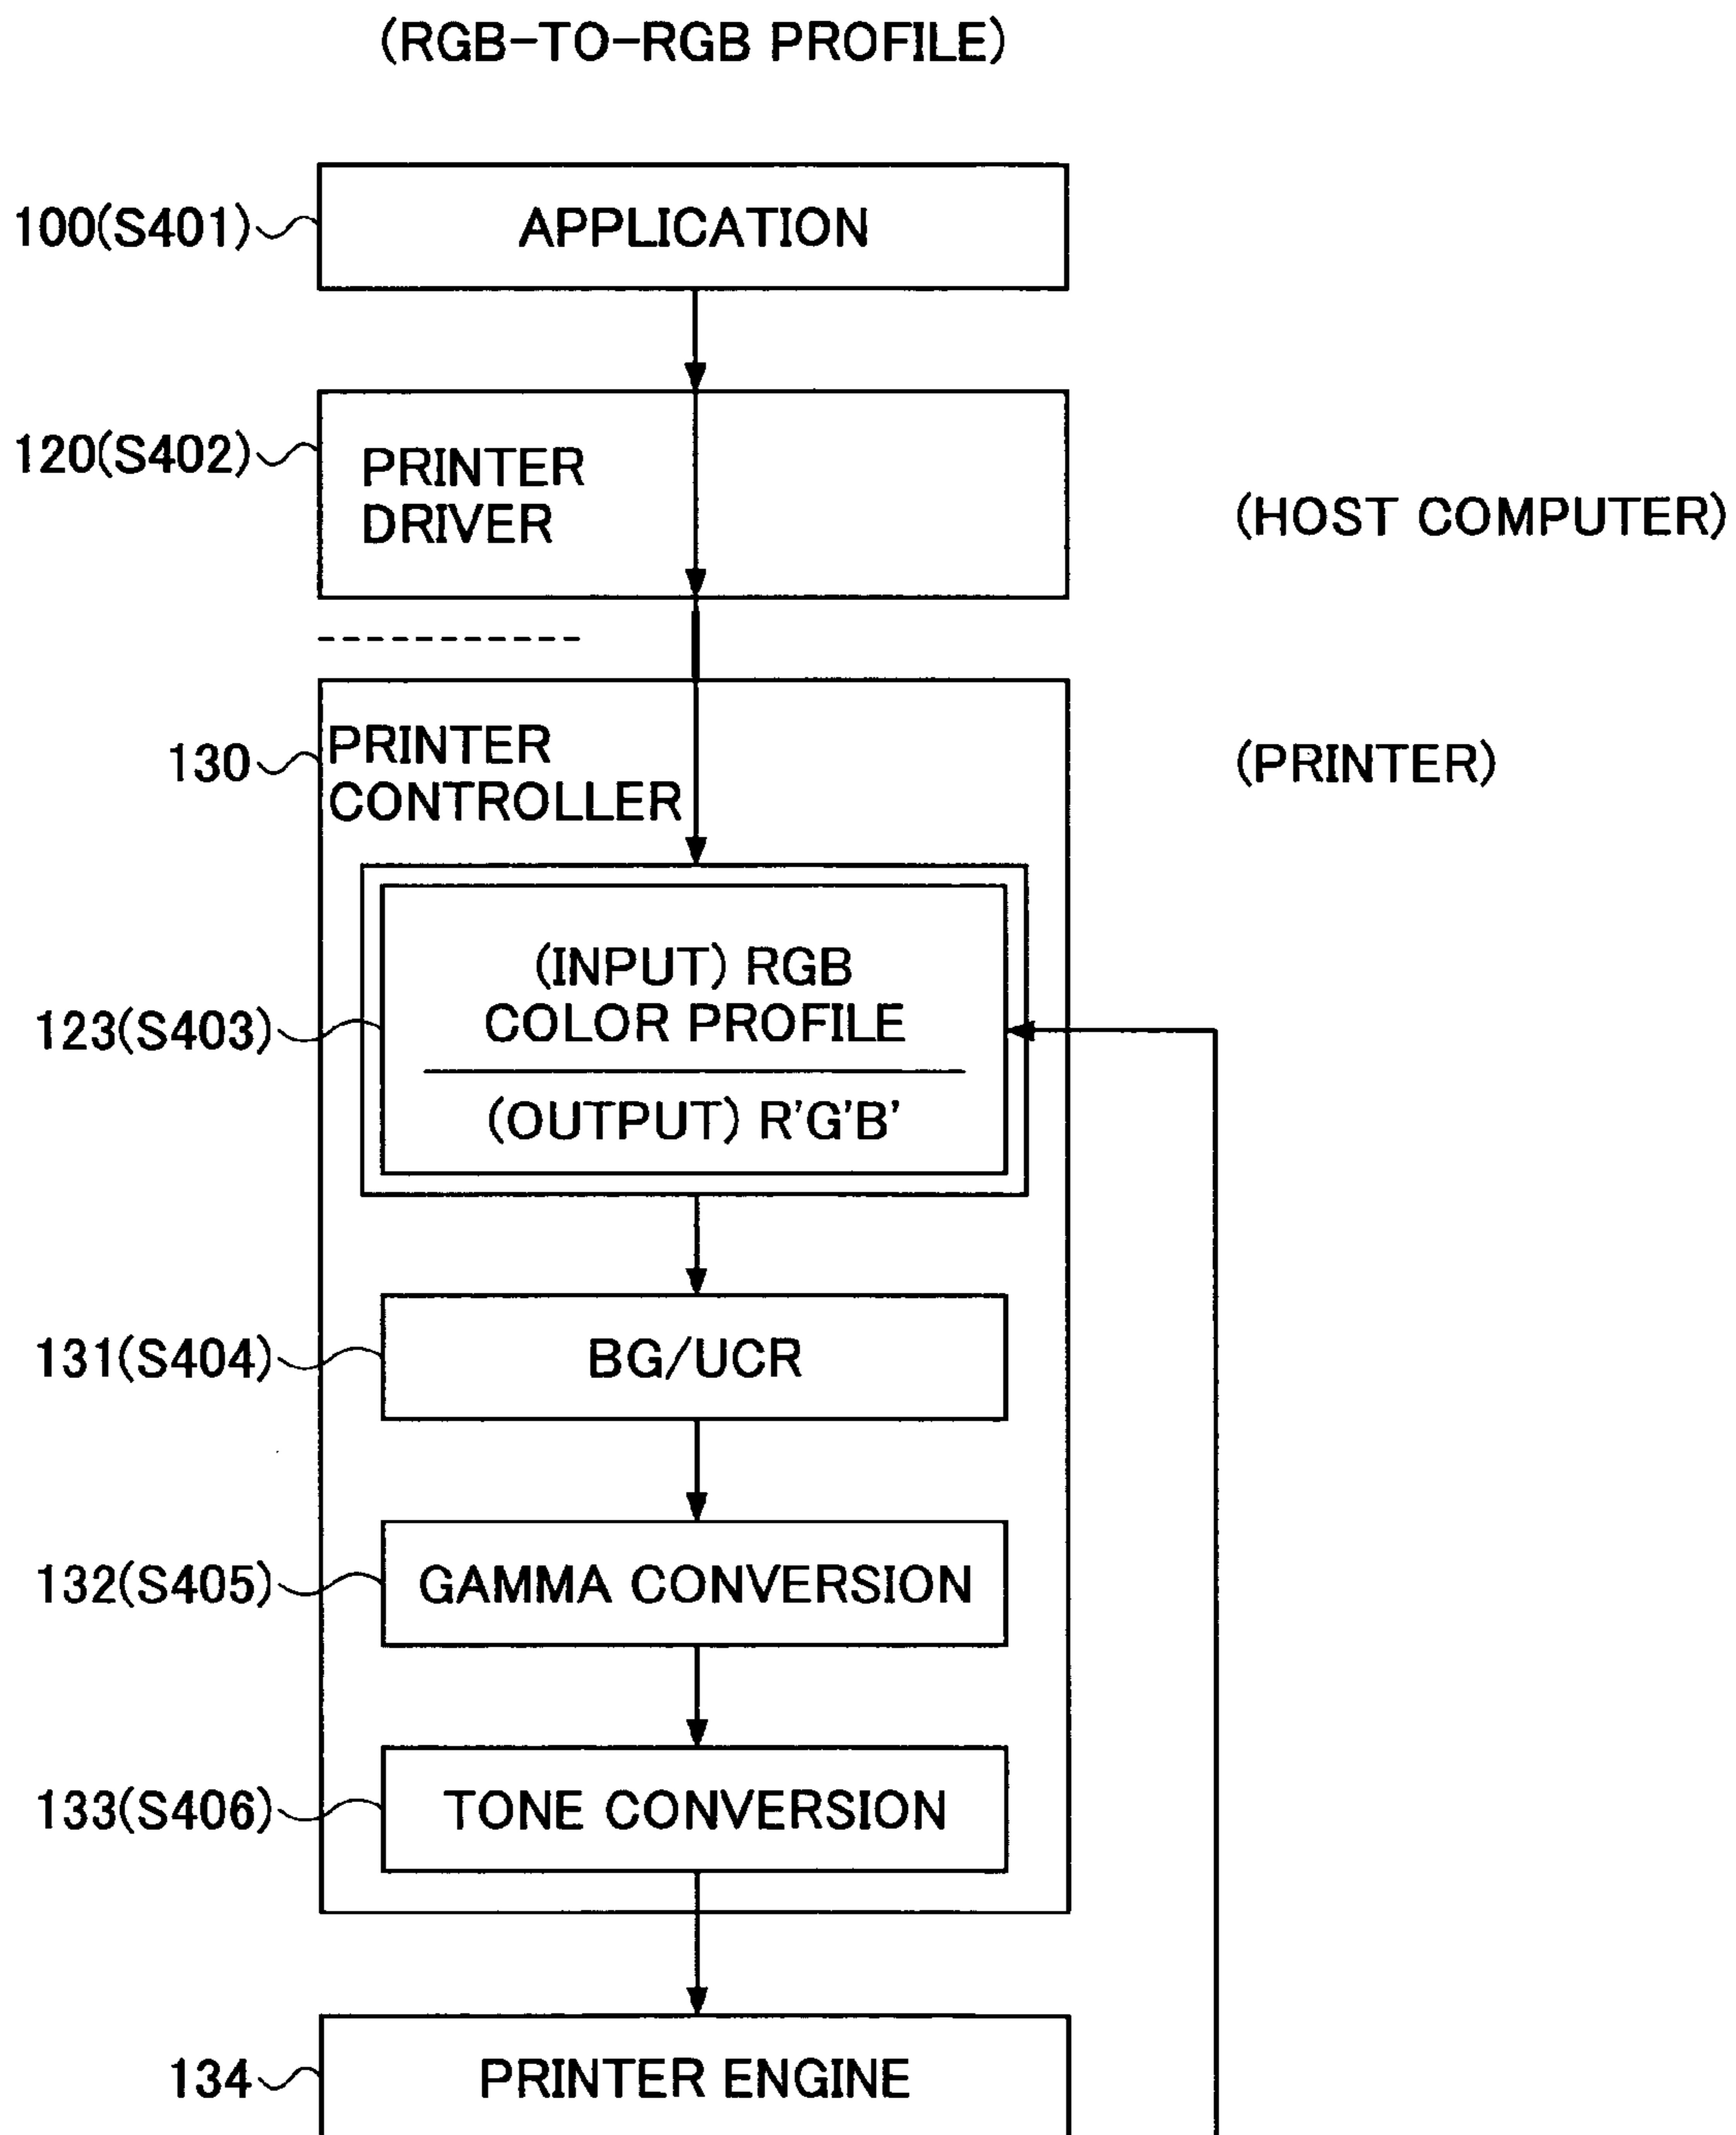 (RGB-TO-RGB PROFILE)
100(S401)
APPLICATION
120(S402)
PRINTER
DRIVER
(HOST COMPUTER)
130
PRINTER
CONTROLLER
(PRINTER)
123(S403)
(INPUT) RGB
COLOR PROFILE
(OUTPUT) R'G'B'
131(S404)
BG/UCR
132(S405)
GAMMA CONVERSION
133(S406)
TONE CONVERSION
134
PRINTER ENGINE